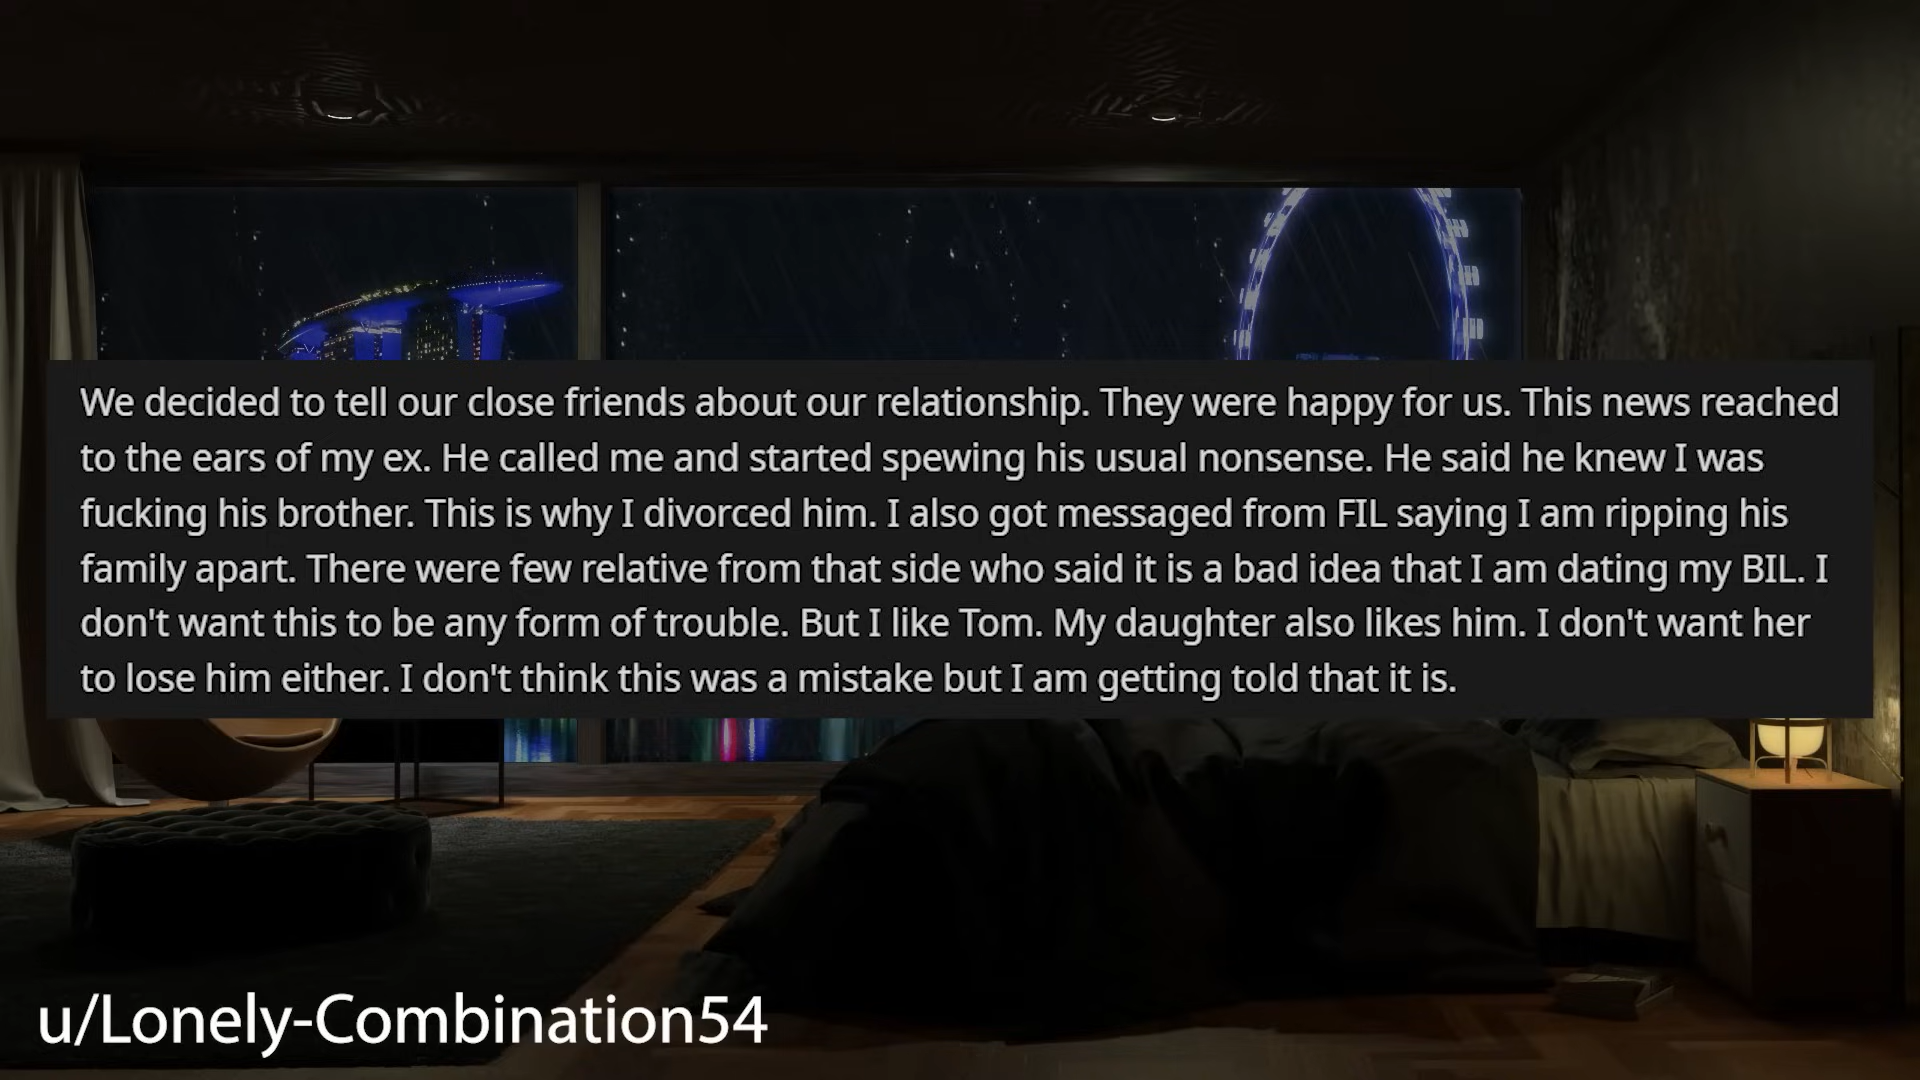 We decided to tell our close friends about our relationship. They were happy for us. This news reached
to the ears of my ex. He called me and started spewing his usual nonsense. He said he knew I was
fucking his brother. This is why I divorced him. I also got messaged from FIL saying I am ripping his
family apart. There were few relative from that side who said it is a bad idea that I am dating my BIL. I
don't want this to be any form of trouble. But I like Tom. My daughter also likes him. I don't want her
to lose him either. I don't think this was a mistake but I am getting told that it is.
u/Lonely-Combination54